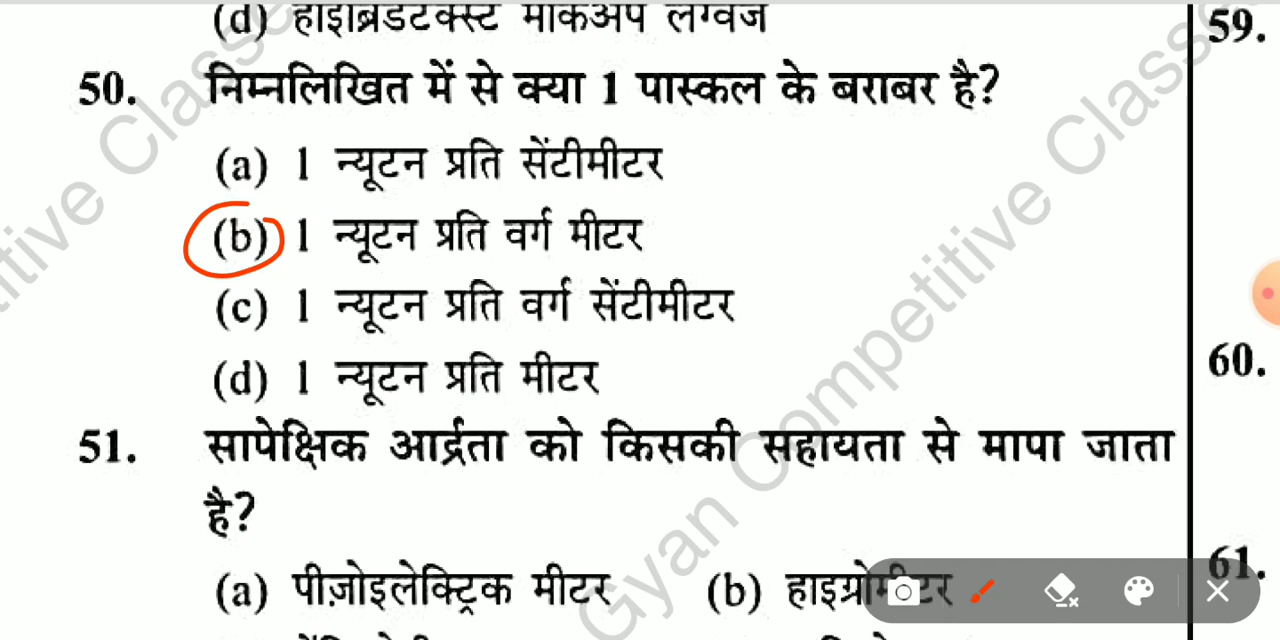 (d) हाइब्रिडटेक्स्ट मार्कअप लैंग्वेज
50. निम्नलिखित में से क्या 1 पास्कल के बराबर है?
(a) 1 न्यूटन प्रति सेंटीमीटर
(b) 1 न्यूटन प्रति वर्ग मीटर
(c) 1 न्यूटन प्रति वर्ग सेंटीमीटर
(d) 1 न्यूटन प्रति मीटर
51. सापेक्षिक आर्द्रता को किसकी सहायता से मापा जाता
है?
(a) पीज़ोइलेक्ट्रिक मीटर (b) हाइग्रोमीटर
59.
60.
61.
Gyan Competitive Classes